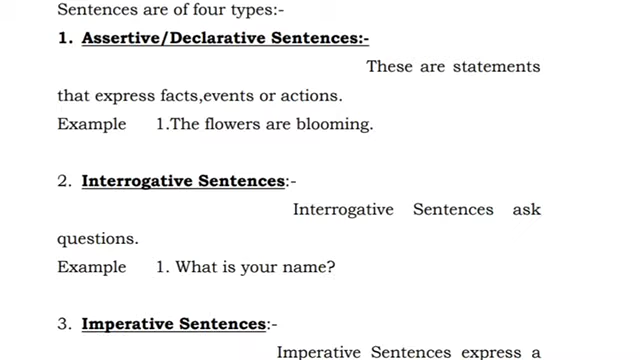 Sentences are of four types:-
1. Assertive/Declarative Sentences:-
These are statements
that express facts,events or actions.
Example 1.The flowers are blooming.
2. Interrogative Sentences:-
Interrogative Sentences ask
questions.
Example 1. What is your name?
3. Imperative Sentences:-
Imperative Sentences express a